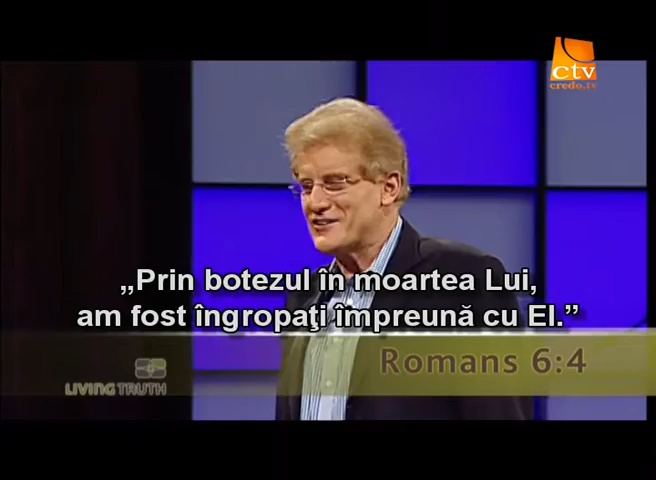 ctv
credo.tv
„Prin botezul în moartea Lui,
am fost îngropaţi împreună cu El.”
Romans 6:4
LIVING TRUTH